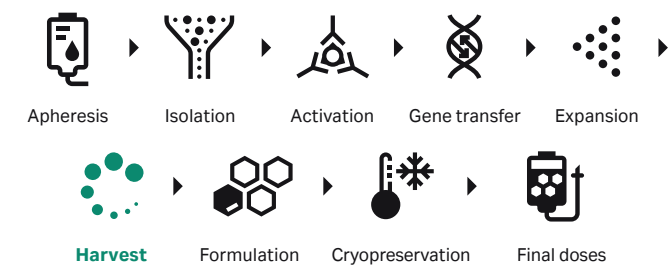 Apheresis Isolation Activation Gene transfer Expansion
Harvest Formulation Cryopreservation Final doses